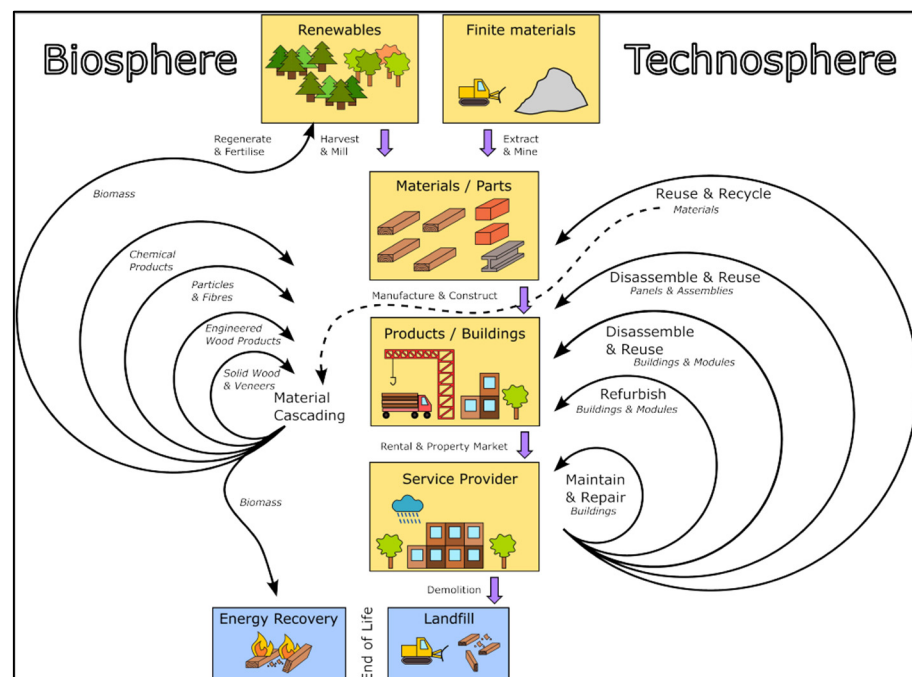 Biosphere
Renewables
Finite materials
Technosphere
Regenerate
& Fertilise
Harvest
& Mill
Extract
& Mine
Biomass
Materials / Parts
Reuse & Recycle
Materials
Chemical
Products
Particles
& Fibres
Engineered
Wood Products
Solid Wood
& Veneers
Material
Cascading
Manufacture & Construct
Disassemble & Reuse
Panels & Assemblies
Products / Buildings
Disassemble
& Reuse
Buildings & Modules
Refurbish
Buildings & Modules
Rental & Property Market
Service Provider
Maintain
& Repair
Buildings
Biomass
Demolition
Energy Recovery
End of Life
Landfill